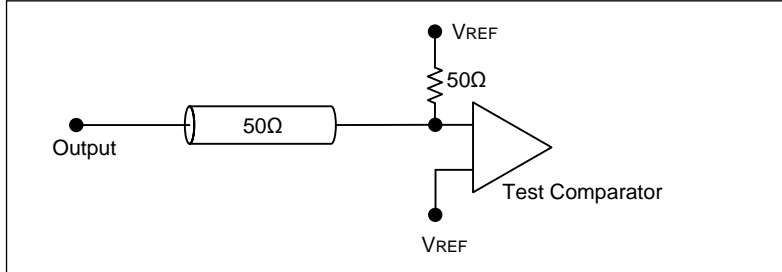 VREF
50Ω
50Ω
Output
Test Comparator
VREF